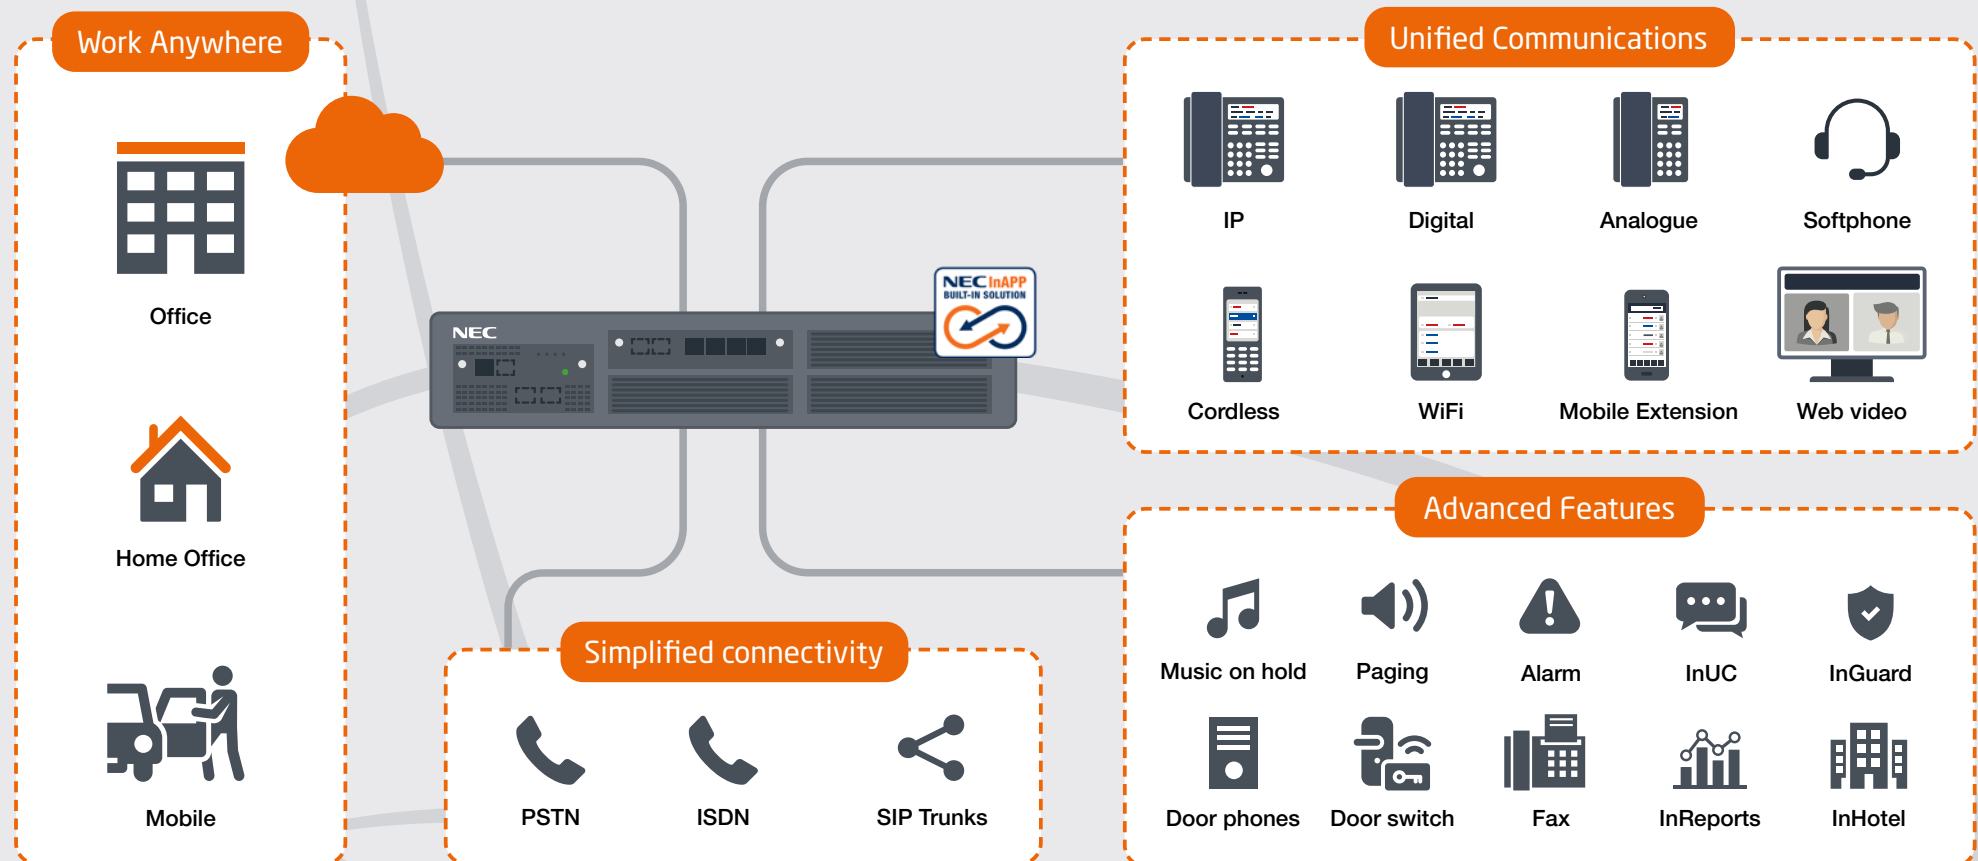 Work Anywhere
Office
Home Office
Mobile
NEC
NEC InAPP
BUILT-IN SOLUTION
Simplified connectivity
PSTN
ISDN
SIP Trunks
Unified Communications
IP
Digital
Analogue
Softphone
Cordless
WiFi
Mobile Extension
Web video
Advanced Features
Music on hold
Paging
Alarm
InUC
InGuard
Door phones
Door switch
Fax
InReports
InHotel